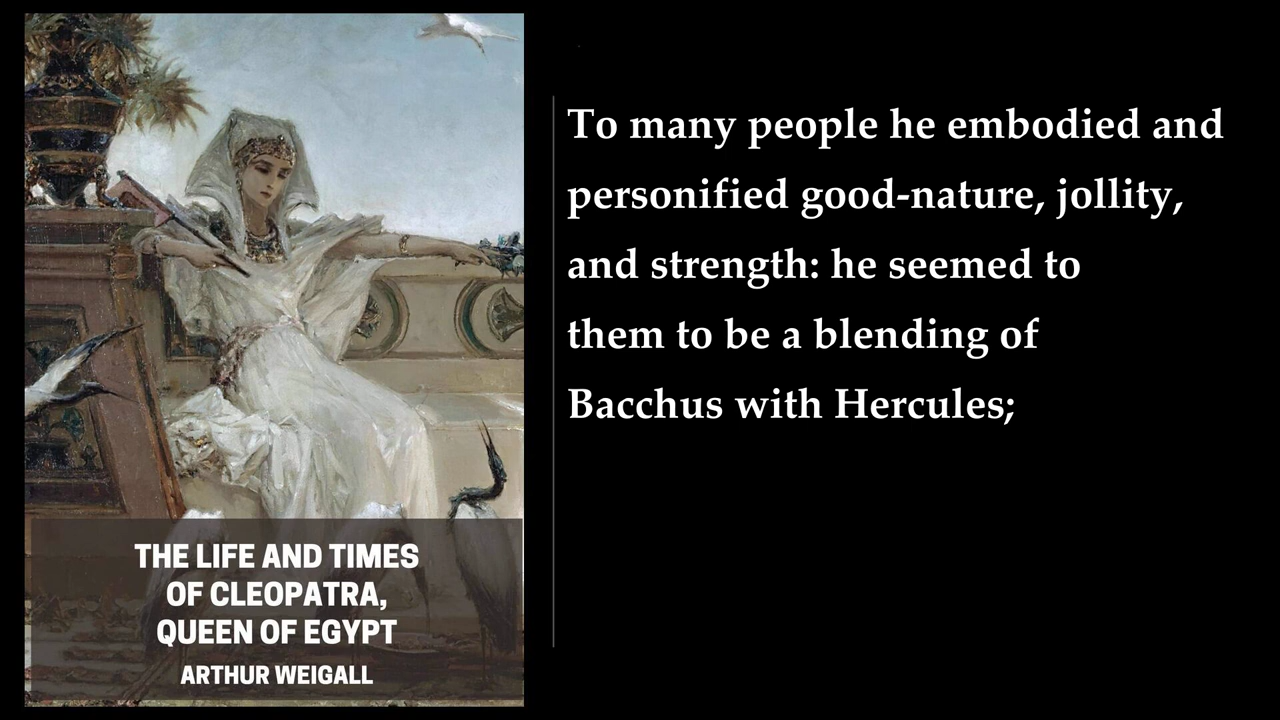 To many people he embodied and
personified good-nature, jollity,
and strength: he seemed to
them to be a blending of
Bacchus with Hercules;
THE LIFE AND TIMES
OF CLEOPATRA,
QUEEN OF EGYPT
ARTHUR WEIGALL